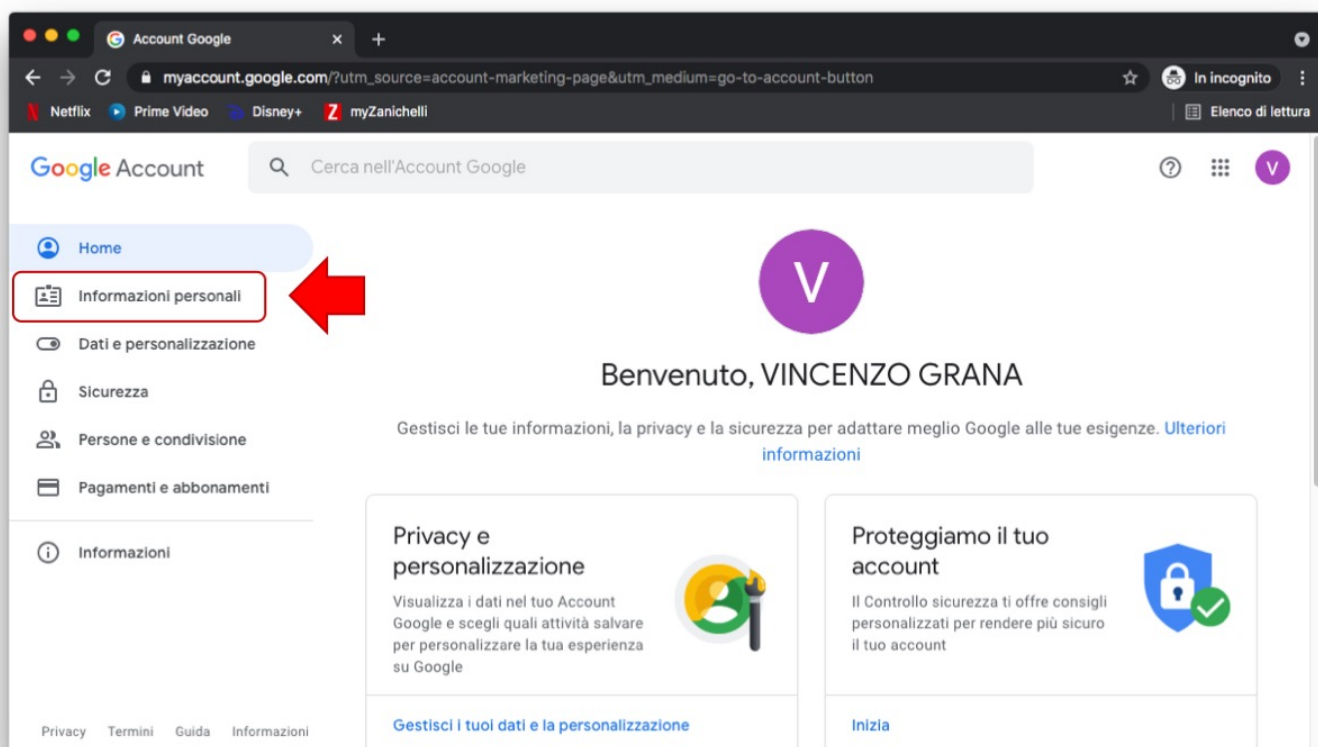 Account Google
myaccount.google.com/?utm_source=account-marketing-page&utm_medium=go-to-account-button
In incognito
Netflix
Prime Video
Disney+
Z
myZanichelli
Elenco di lettura
Google Account
Cerca nell'Account Google
V
Home
Informazioni personali
Dati e personalizzazione
Sicurezza
Persone e condivisione
Pagamenti e abbonamenti
Informazioni
Privacy Termini Guida Informazioni
V
Benvenuto, VINCENZO GRANA
Gestisci le tue informazioni, la privacy e la sicurezza per adattare meglio Google alle tue esigenze. Ulteriori
informazioni
Privacy e
personalizzazione
Visualizza i dati nel tuo Account
Google e scegli quali attività salvare
per personalizzare la tua esperienza
su Google
Gestisci i tuoi dati e la personalizzazione
Proteggiamo il tuo
account
Il Controllo sicurezza ti offre consigli
personalizzati per rendere più sicuro
il tuo account
Inizia